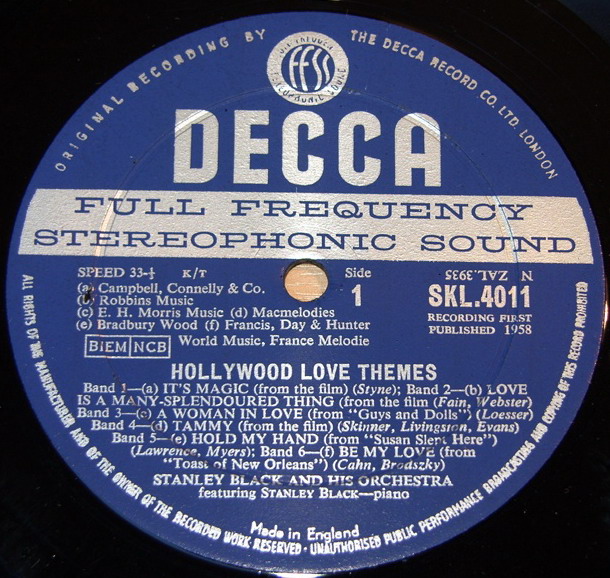 ORIGINAL RECORDING BY THE DECCA RECORD CO. LTD. LONDON
FFSS
DECCA
FULL FREQUENCY
STEREOPHONIC SOUND
SPEED 33-⅓ K/T
Side
1
N ZAL.3935
SKL.4011
RECORDING FIRST
PUBLISHED 1958
(a) Campbell, Connelly & Co.
(b) Robbins Music
(c) E. H. Morris Music (d) Macmelodies
(e) Bradbury Wood (f) Francis, Day & Hunter
BIEM NCB World Music, France Melodie
HOLLYWOOD LOVE THEMES
Band 1—(a) IT'S MAGIC (from the film) (Styne); Band 2—(b) LOVE
IS A MANY-SPLENDOURED THING (from the film (Fain, Webster)
Band 3—(c) A WOMAN IN LOVE (from "Guys and Dolls") (Loesser)
Band 4—(d) TAMMY (from the film) (Skinner, Livingston, Evans)
Band 5—(e) HOLD MY HAND (from "Susan Slept Here")
(Lawrence, Myers); Band 6—(f) BE MY LOVE (from
"Toast of New Orleans") (Cahn, Brodszky)
STANLEY BLACK AND HIS ORCHESTRA
featuring STANLEY BLACK—piano
Made in England
ALL RIGHTS OF THE MANUFACTURER AND OF THE OWNER OF THE RECORDED WORK RESERVED · UNAUTHORISED PUBLIC PERFORMANCE BROADCASTING AND COPYING OF THIS RECORD PROHIBITED